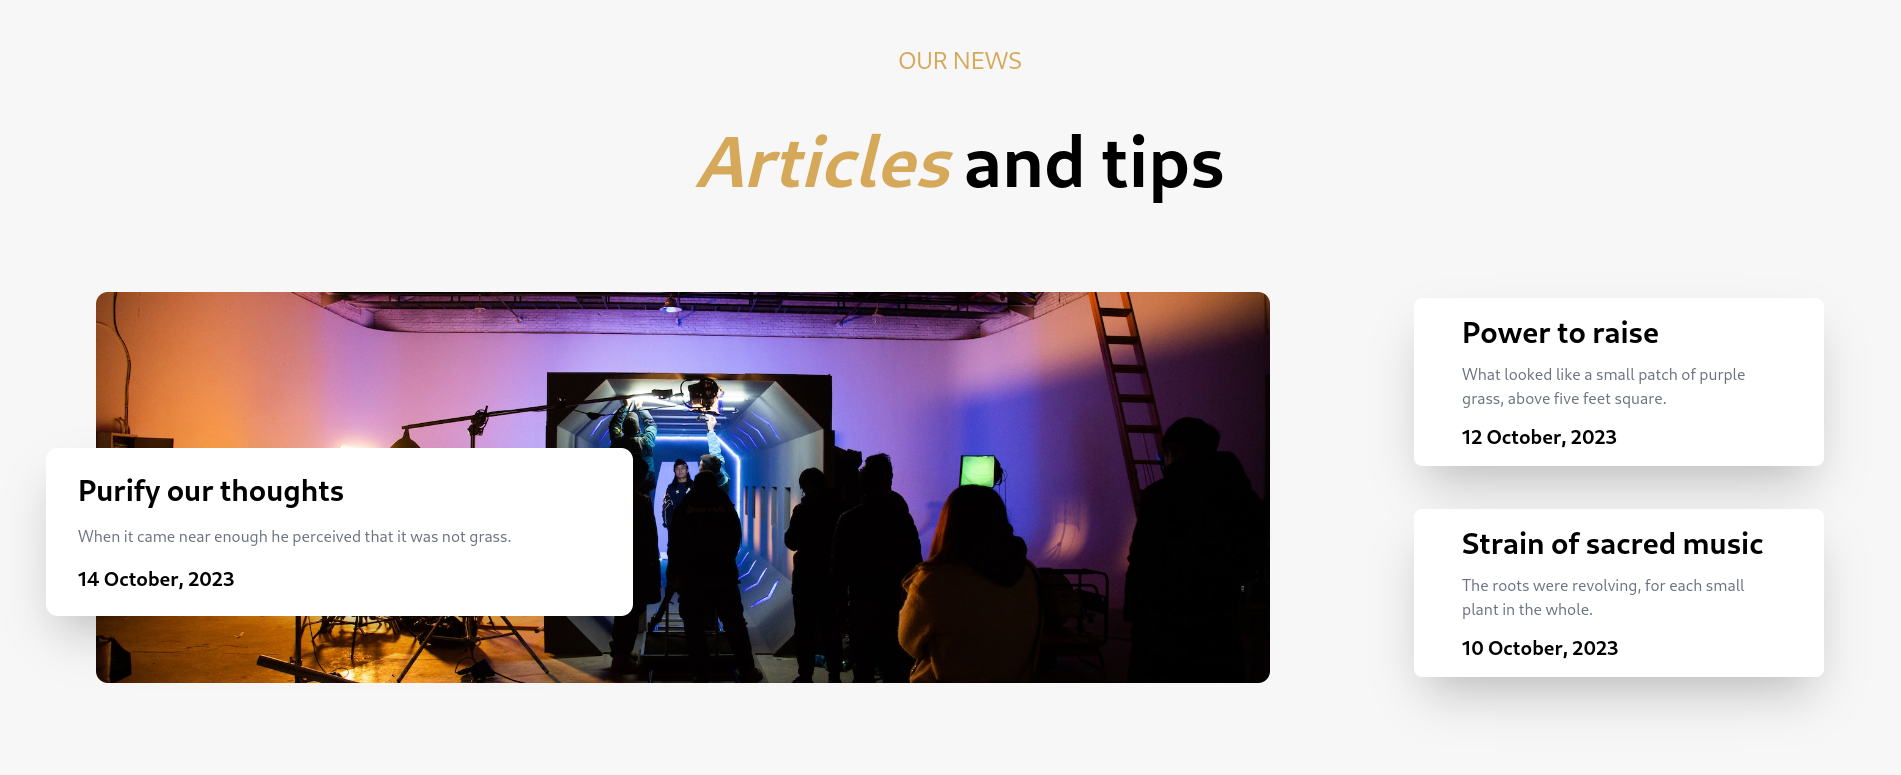 OUR NEWS
Articles and tips
Purify our thoughts
When it came near enough he perceived that it was not grass.
14 October, 2023
Power to raise
What looked like a small patch of purple
grass, above five feet square.
12 October, 2023
Strain of sacred music
The roots were revolving, for each small
plant in the whole.
10 October, 2023